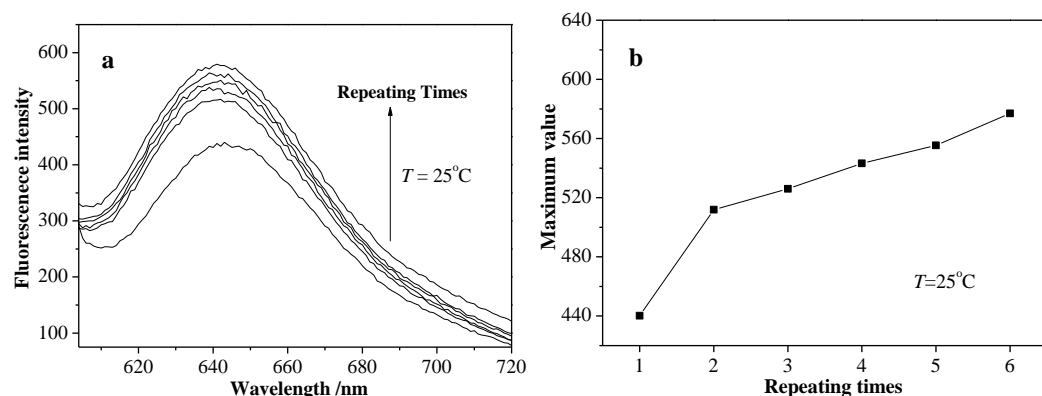 a
Repeating Times
T = 25°C
600
500
400
300
200
100
620
640
660
680
700
720
Fluorescenece intensity
Wavelength /nm
b
T=25°C
640
600
560
520
480
440
1
2
3
4
5
6
Maximum value
Repeating times